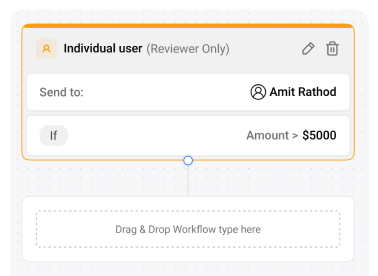 Individual user (Reviewer Only)
Send to: Amit Rathod
If Amount > $5000
Drag & Drop Workflow type here